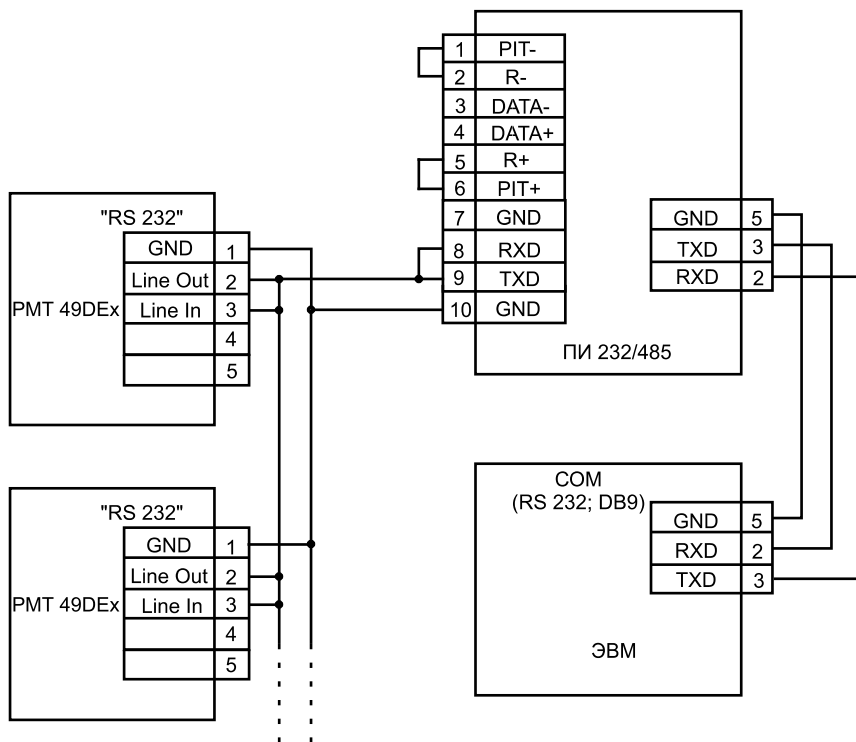 1 PIT-
2 R-
3 DATA-
4 DATA+
5 R+
6 PIT+
7 GND
8 RXD
9 TXD
10 GND
GND 5
TXD 3
RXD 2
ПИ 232/485
"RS 232"
GND 1
Line Out 2
Line In 3
4
5
PMT 49DEx
"RS 232"
GND 1
Line Out 2
Line In 3
4
5
PMT 49DEx
COM
(RS 232; DB9)
GND 5
RXD 2
TXD 3
ЭВМ